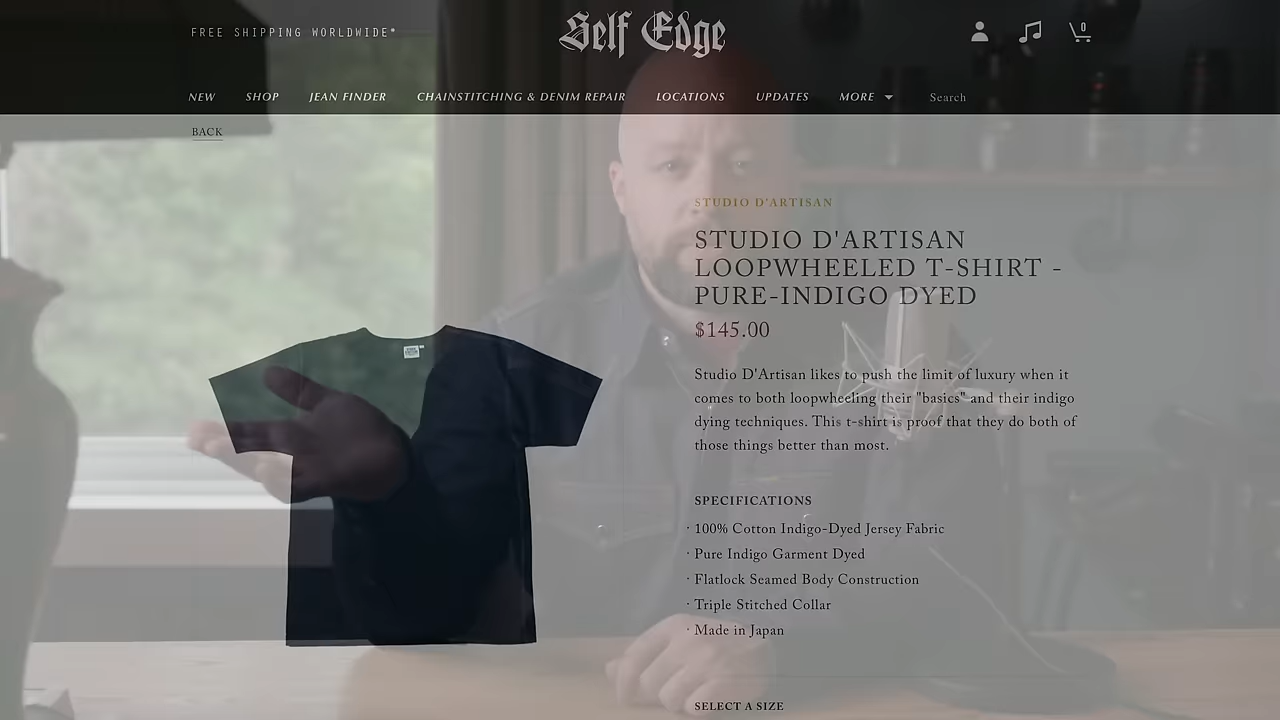 FREE SHIPPING WORLDWIDE*
Self Edge
0
NEW SHOP JEAN FINDER CHAINSTITCHING & DENIM REPAIR LOCATIONS UPDATES MORE Search
BACK
STUDIO D'ARTISAN
STUDIO D'ARTISAN
LOOPWHEELED T-SHIRT -
PURE-INDIGO DYED
$145.00
Studio D'Artisan likes to push the limit of luxury when it
comes to both loopwheeling their "basics" and their indigo
dying techniques. This t-shirt is proof that they do both of
those things better than most.
SPECIFICATIONS
· 100% Cotton Indigo-Dyed Jersey Fabric
· Pure Indigo Garment Dyed
· Flatlock Seamed Body Construction
· Triple Stitched Collar
· Made in Japan
SELECT A SIZE